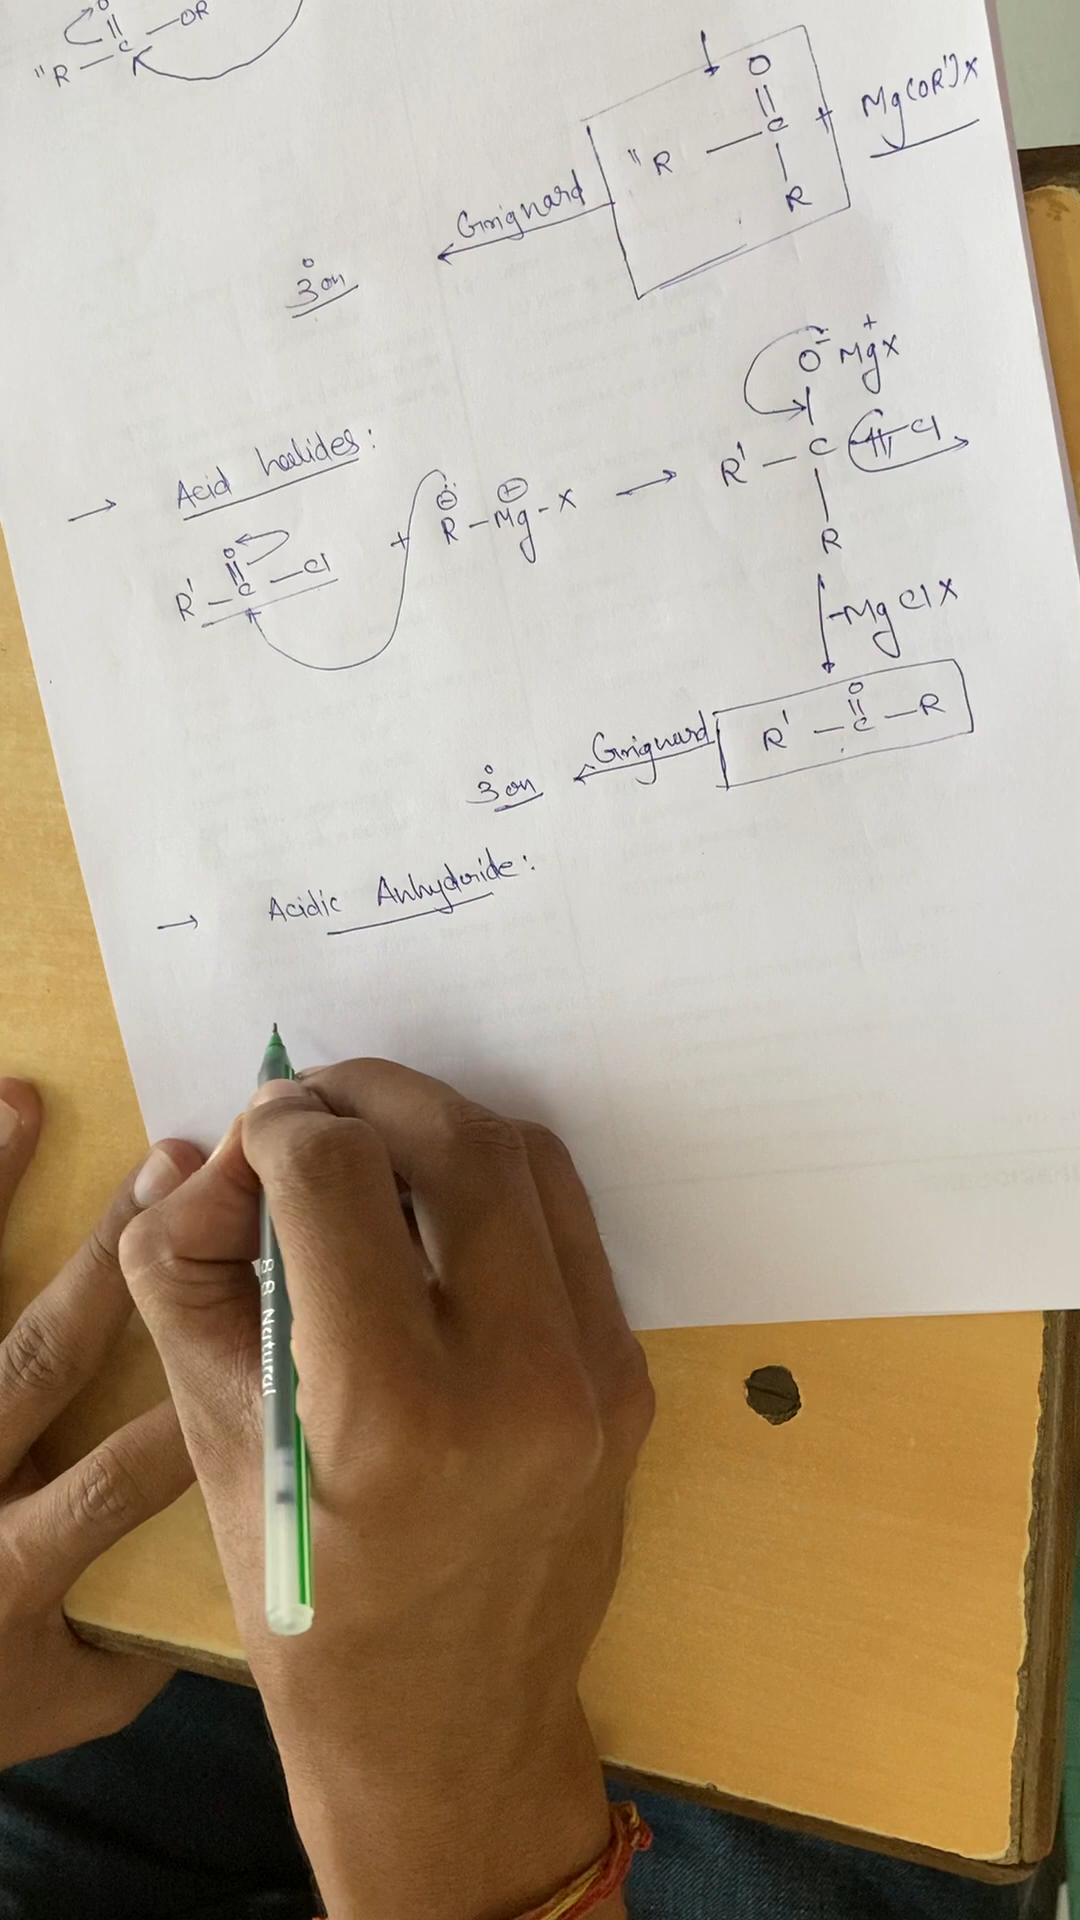 O
||
"R — C — OR
O
||
"R — C + Mg(OR')X
|
R
Grignard
3° on
→ Acid halides:
O
||
R' — C — Cl + R — Mg - X →
⊖ ⊕
O⁻ Mg⁺X
|
R' — C — Cl
|
R
-MgClX
O
||
R' — C — R
Grignard
3° on
→ Acidic Anhydride:
88 Natural